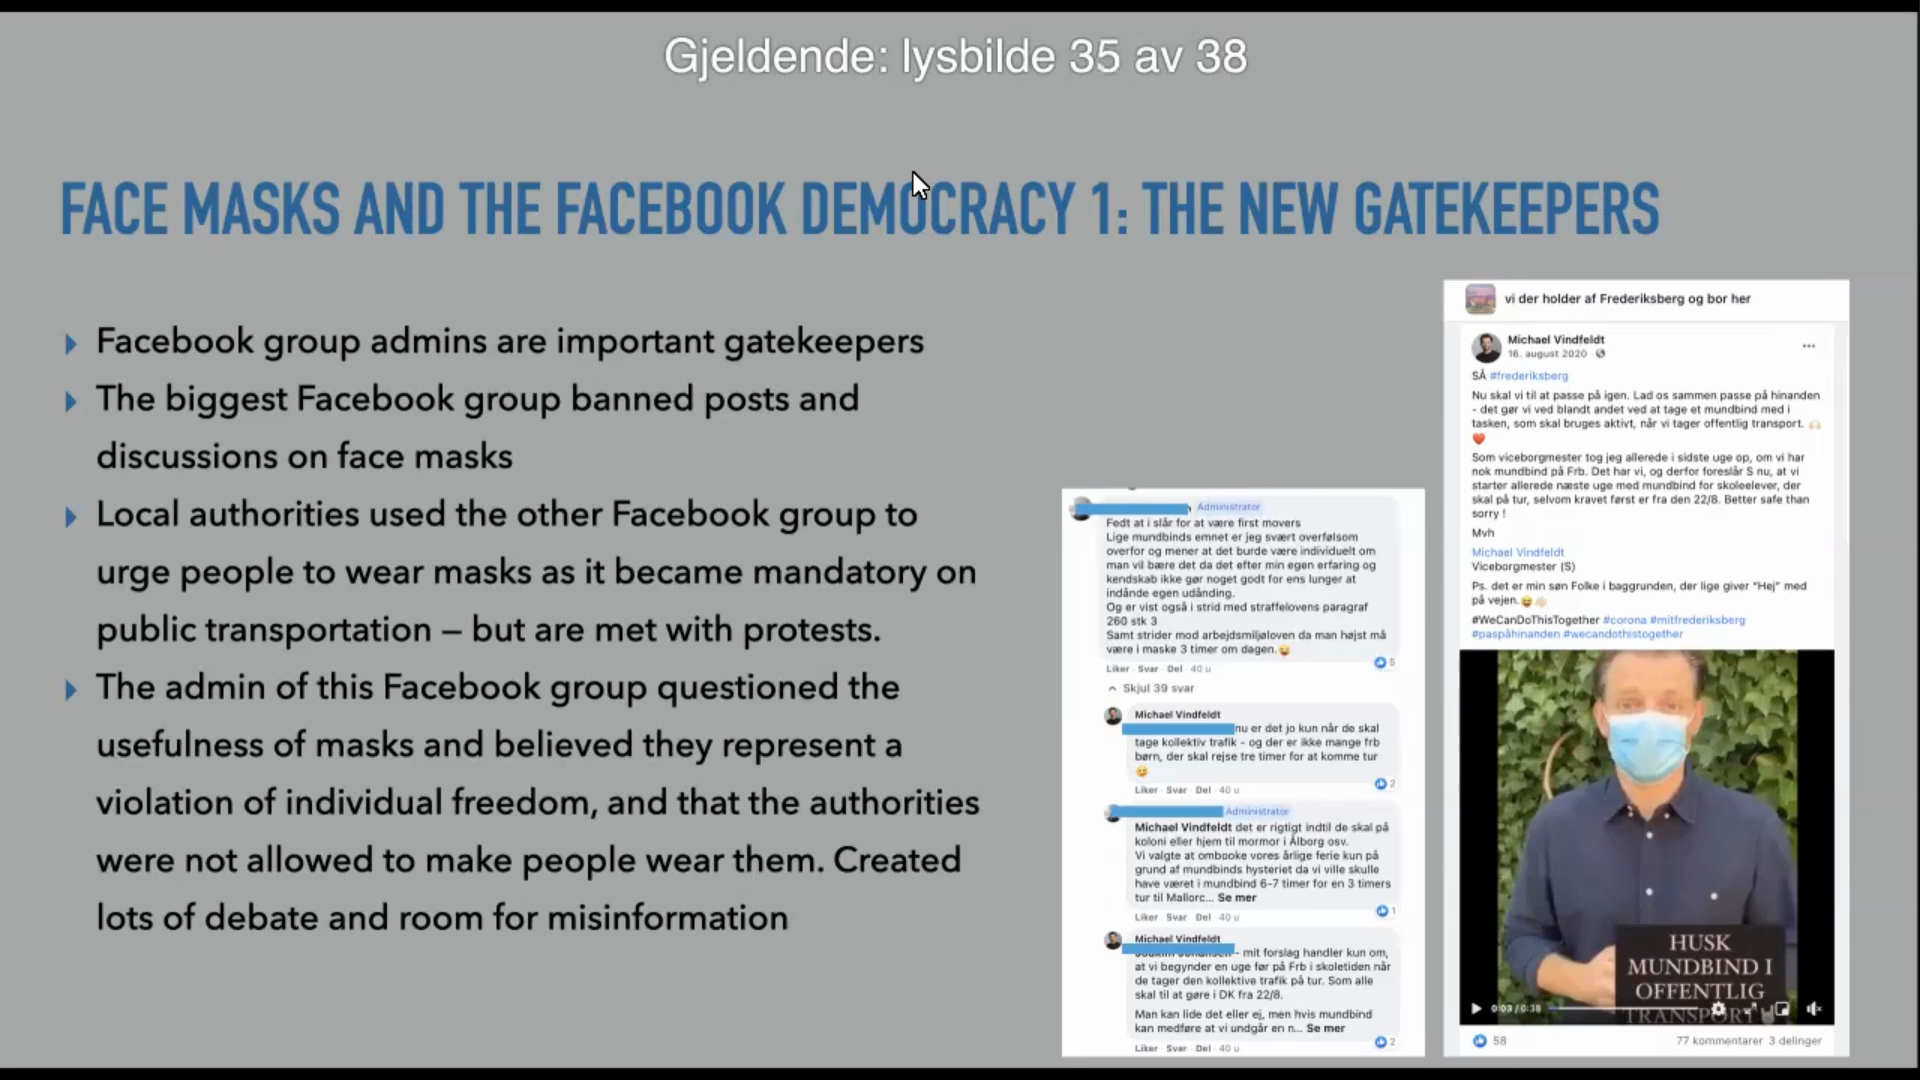 Gjeldende: lysbilde 35 av 38
FACE MASKS AND THE FACEBOOK DEMOCRACY 1: THE NEW GATEKEEPERS
Facebook group admins are important gatekeepers
The biggest Facebook group banned posts and
discussions on face masks
Local authorities used the other Facebook group to
urge people to wear masks as it became mandatory on
public transportation – but are met with protests.
The admin of this Facebook group questioned the
usefulness of masks and believed they represent a
violation of individual freedom, and that the authorities
were not allowed to make people wear them. Created
lots of debate and room for misinformation
Administrator
Fedt at i slår for at være first movers
Lige mundbinds emnet er jeg svært overfølsom
overfor og mener at det burde være individuelt om
man vil bære det da det efter min egen erfaring og
kendskab ikke gør noget godt for ens lunger at
indånde egen udånding.
Og er vist også i strid med straffelovens paragraf
260 stk 3
Samt strider mod arbejdsmiljøloven da man højst må
være i maske 3 timer om dagen.😜
Liker · Svar · Del · 40 u
5
Skjul 39 svar
Michael Vindfeldt
nu er det jo kun når de skal
tage kollektiv trafik - og der er ikke mange frb
børn, der skal rejse tre timer for at komme tur
Liker · Svar · Del · 40 u
2
Administrator
Michael Vindfeldt det er rigtigt indtil de skal på
koloni eller hjem til mormor i Ålborg osv.
Vi valgte at ombooke vores årlige ferie kun på
grund af mundbinds hysteriet da vi ville skulle
have været i mundbind 6-7 timer for en 3 timers
tur til Mallorc... Se mer
Liker Svar Del · 40 u
1
Michael Vindfeldt
- mit forslag handler kun om,
at vi begynder en uge før på Frb i skoletiden når
de tager den kollektive trafik på tur. Som alle
skal til at gøre i DK fra 22/8.
Man kan lide det eller ej, men hvis mundbind
kan medføre at vi undgår en n... Se mer
Liker · Svar · Del · 40 u
2
vi der holder af Frederiksberg og bor her
Michael Vindfeldt
16. august 2020
SÅ #frederiksberg
Nu skal vi til at passe på igen. Lad os sammen passe på hinanden
- det gør vi ved blandt andet ved at tage et mundbind med i
tasken, som skal bruges aktivt, når vi tager offentlig transport.
❤️
Som viceborgmester tog jeg allerede i sidste uge op, om vi har
nok mundbind på Frb. Det har vi, og derfor foreslår S nu, at vi
starter allerede næste uge med mundbind for skoleelever, der
skal på tur, selvom kravet først er fra den 22/8. Better safe than
sorry !
Mvh
Michael Vindfeldt
Viceborgmester (S)
Ps. det er min søn Folke i baggrunden, der lige giver "Hej" med
på vejen.
#WeCanDoThisTogether #corona #mitfrederiksberg
#paspåhinanden #wecandothistogether
HUSK
MUNDBIND I
OFFENTLIG
TRANSPORT
0:03 / 0:38
58
77 kommentarer 3 delinger